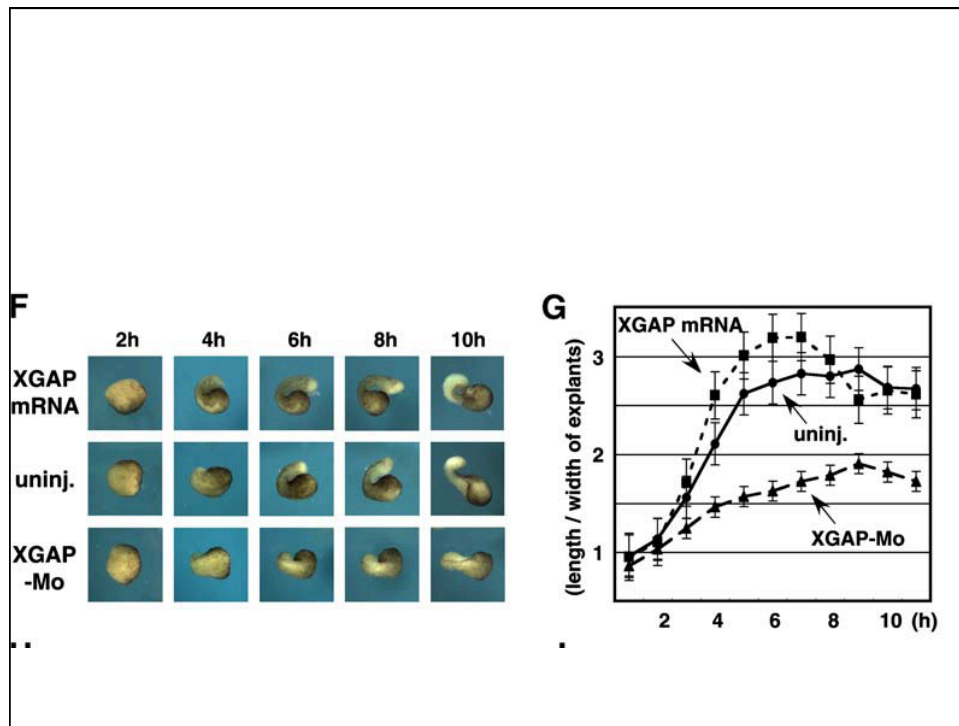 F
2h 4h 6h 8h 10h
XGAP
mRNA
uninj.
XGAP
-Mo
G
(length / width of explants)
3
2
1
XGAP mRNA
uninj.
XGAP-Mo
2 4 6 8 10 (h)